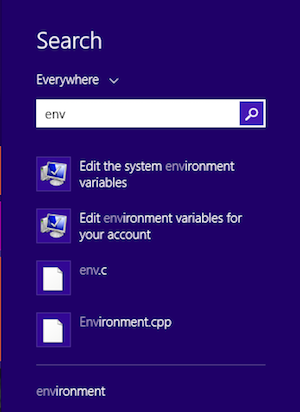 Search
Everywhere
env
Edit the system environment
variables
Edit environment variables for
your account
env.c
Environment.cpp
environment